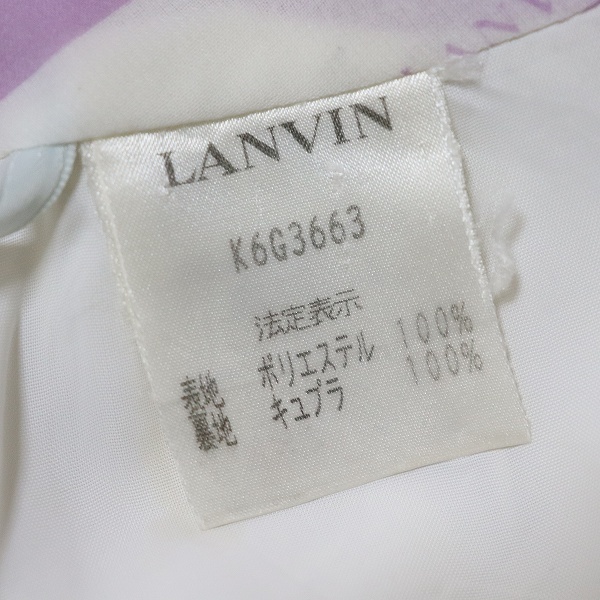 LANVIN
K6G3663
法定表示
表地 ポリエステル 100%
裏地 キュプラ 100%